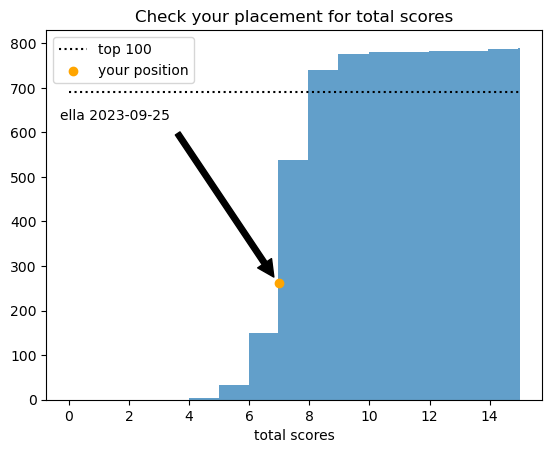 Check your placement for total scores
top 100
your position
ella 2023-09-25
800
700
600
500
400
300
200
100
0
0 2 4 6 8 10 12 14
total scores